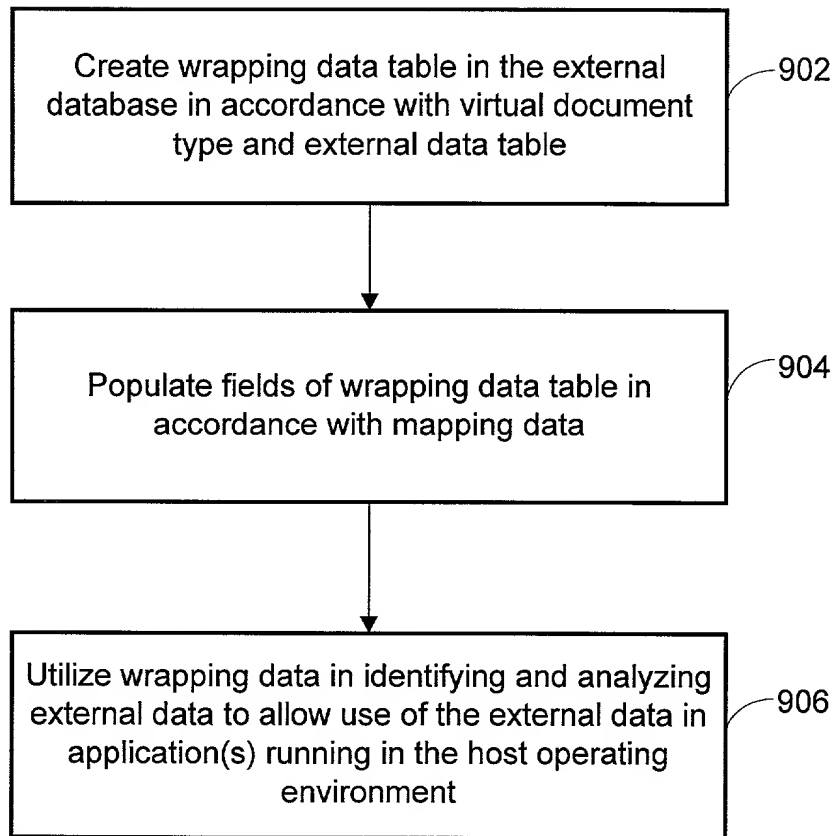 Create wrapping data table in the external
database in accordance with virtual document
type and external data table
902
Populate fields of wrapping data table in
accordance with mapping data
904
Utilize wrapping data in identifying and analyzing
external data to allow use of the external data in
application(s) running in the host operating
environment
906